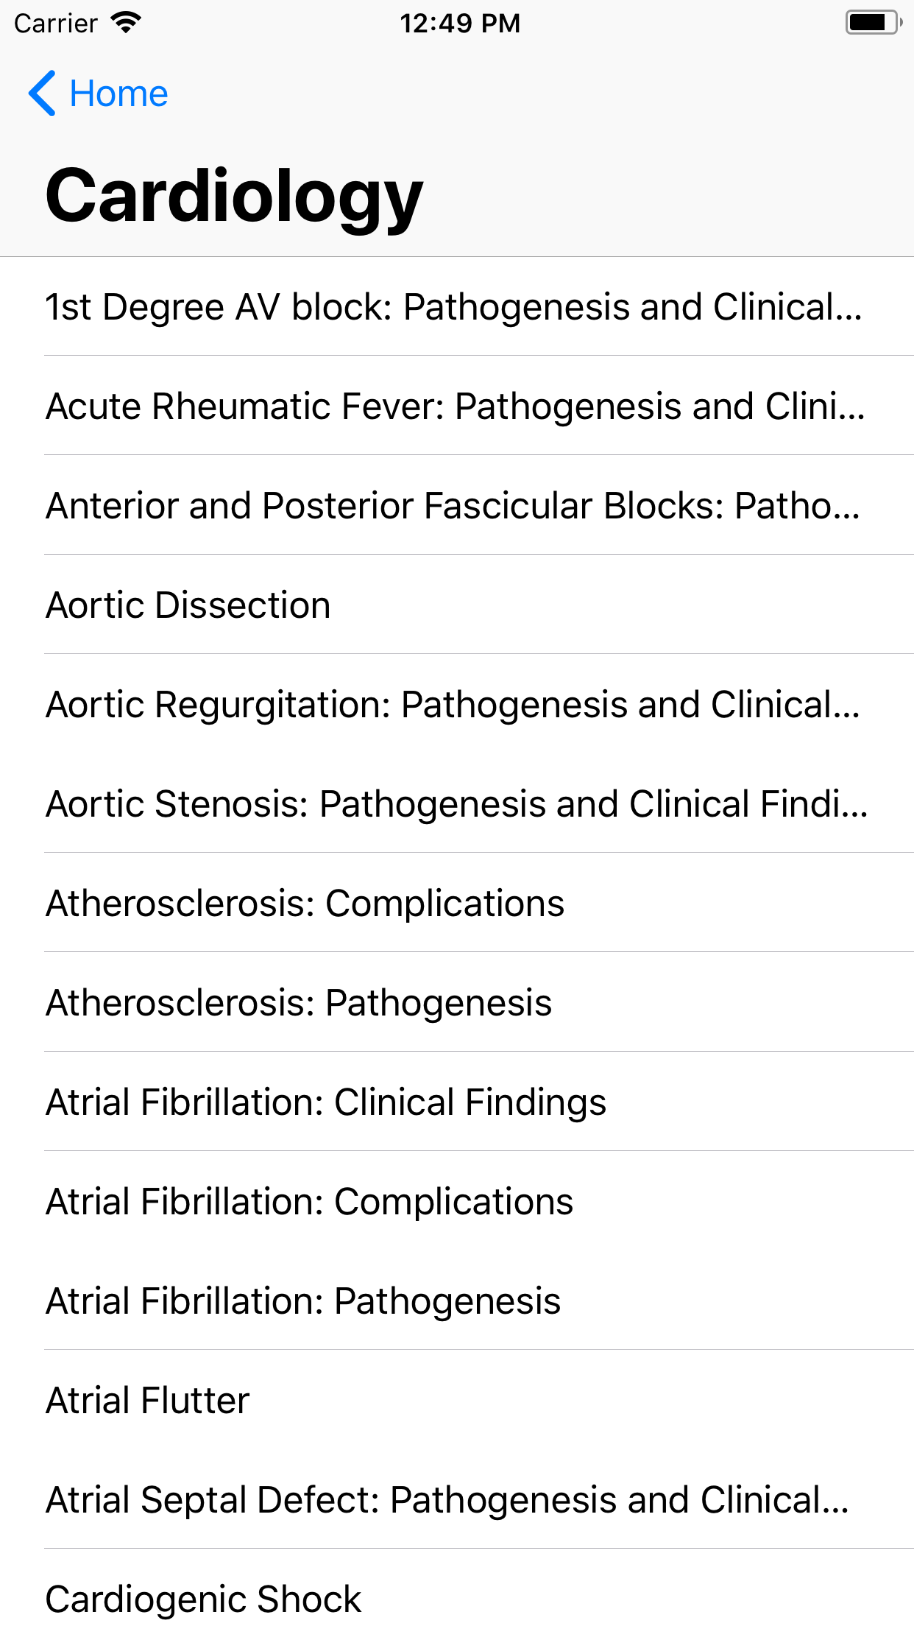 Carrier 12:49 PM
Home
Cardiology
1st Degree AV block: Pathogenesis and Clinical...
Acute Rheumatic Fever: Pathogenesis and Clini...
Anterior and Posterior Fascicular Blocks: Patho...
Aortic Dissection
Aortic Regurgitation: Pathogenesis and Clinical...
Aortic Stenosis: Pathogenesis and Clinical Findi...
Atherosclerosis: Complications
Atherosclerosis: Pathogenesis
Atrial Fibrillation: Clinical Findings
Atrial Fibrillation: Complications
Atrial Fibrillation: Pathogenesis
Atrial Flutter
Atrial Septal Defect: Pathogenesis and Clinical...
Cardiogenic Shock